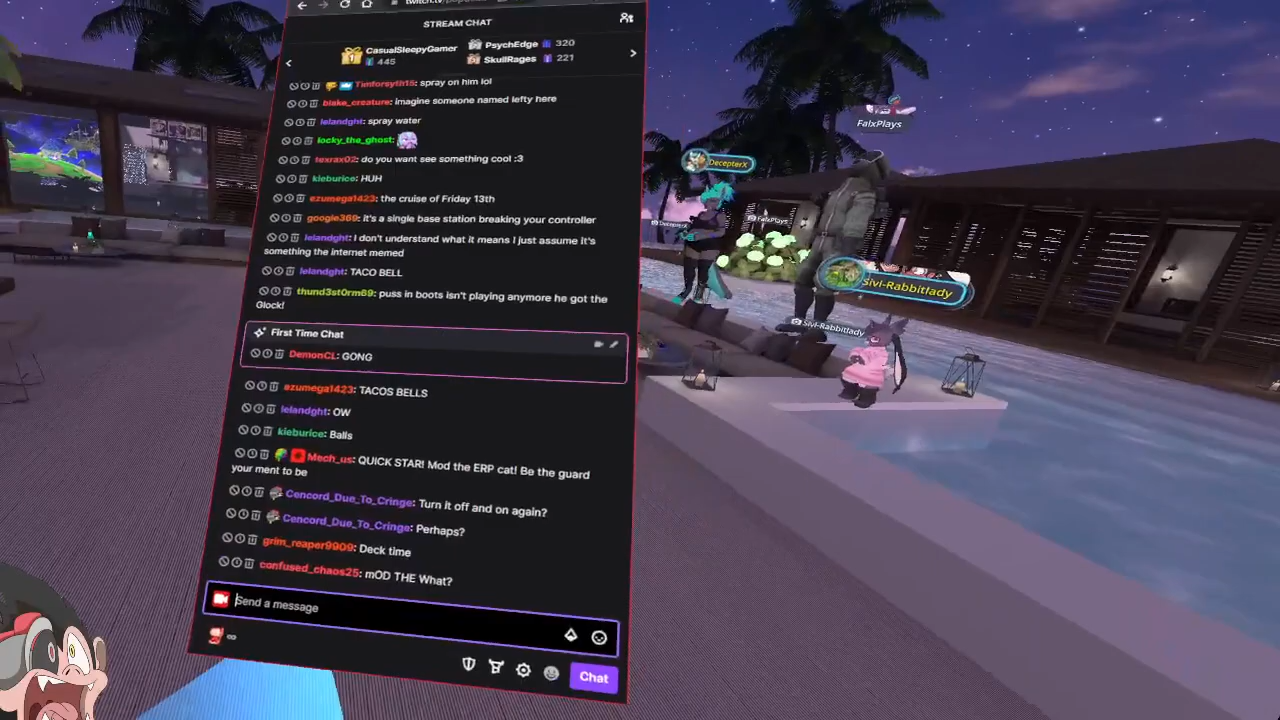 STREAM CHAT
CasualSleepyGamer
445
PsychEdge 320
SkullRages 221
Timforsyth15: spray on him lol
blake_creature: imagine someone named lefty here
lelandght: spray water
locky_the_ghost:
texrax02: do you want see something cool :3
kieburice: HUH
azumega1423: the cruise of Friday 13th
google369: it's a single base station breaking your controller
lelandght: I don't understand what it means I just assume it's
something the internet memed
lelandght: TACO BELL
thund3st0rm69: puss in boots isn't playing anymore he got the
Glock!
First Time Chat
DemonCL: GONG
azumega1423: TACOS BELLS
lelandght: OW
kieburice: Balls
Mech_us: QUICK STAR! Mod the ERP cat! Be the guard
your ment to be
Cencord_Due_To_Cringe: Turn it off and on again?
Cencord_Due_To_Cringe: Perhaps?
grim_reaper9909: Deck time
confused_chaos25: mOD THE What?
Send a message
Chat
FalxPlays
DecepterX
DecepterX
FalxPlays
Sivi-Rabbitlady
Sivi-Rabbitlady